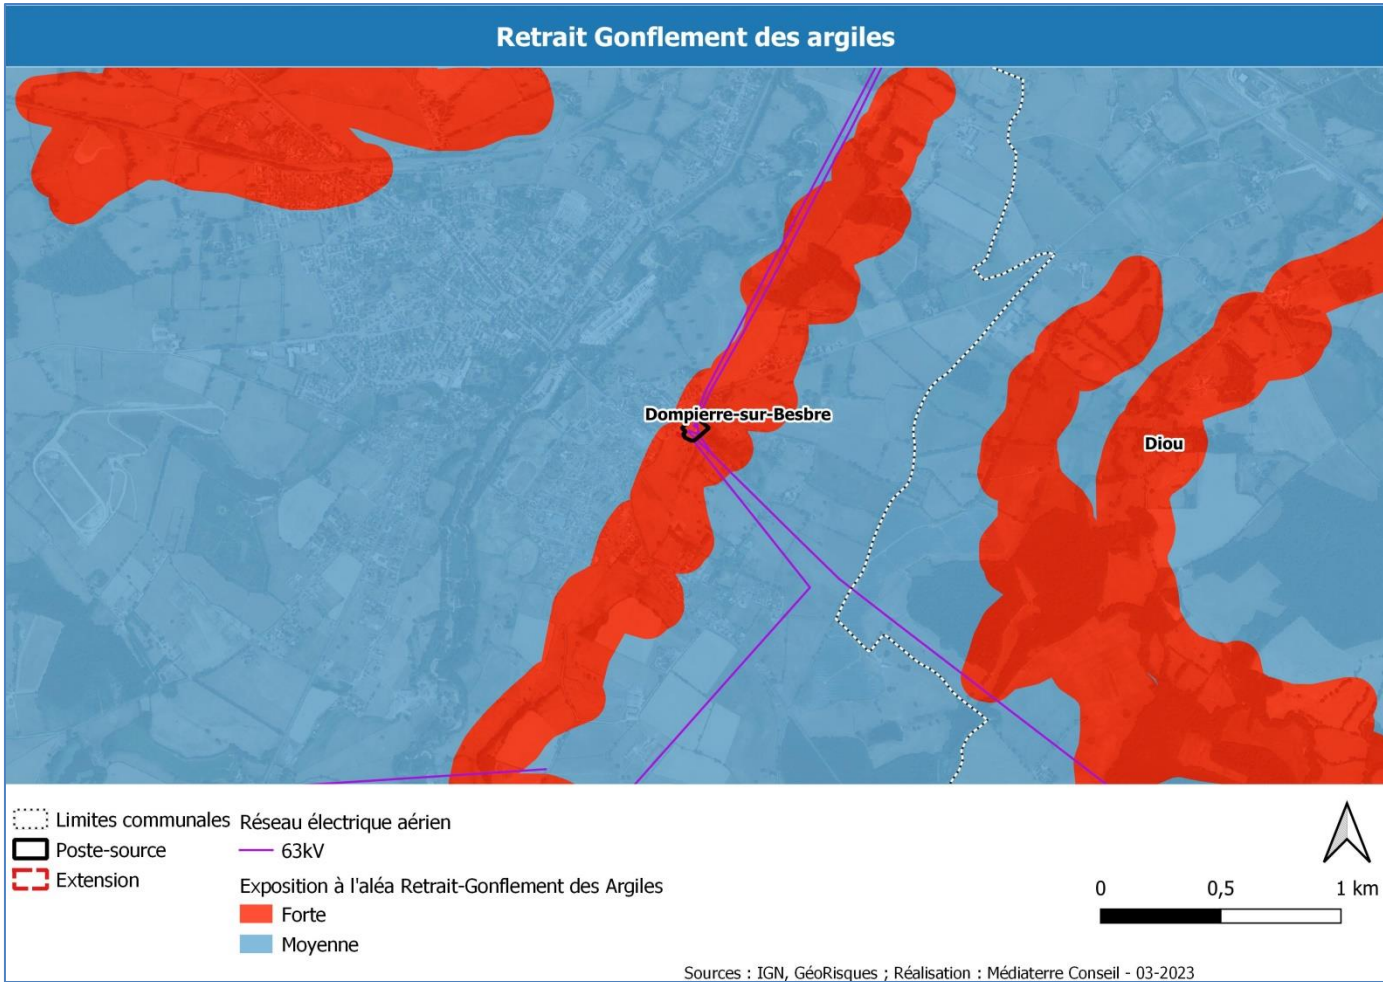 Retrait Gonflement des argiles
Dompierre-sur-Besbre
Diou
Limites communales
Poste-source
Extension
Réseau électrique aérien
63kV
Exposition à l'aléa Retrait-Gonflement des Argiles
Forte
Moyenne
0 0,5 1 km
Sources : IGN, GéoRisques ; Réalisation : Médiaterre Conseil - 03-2023